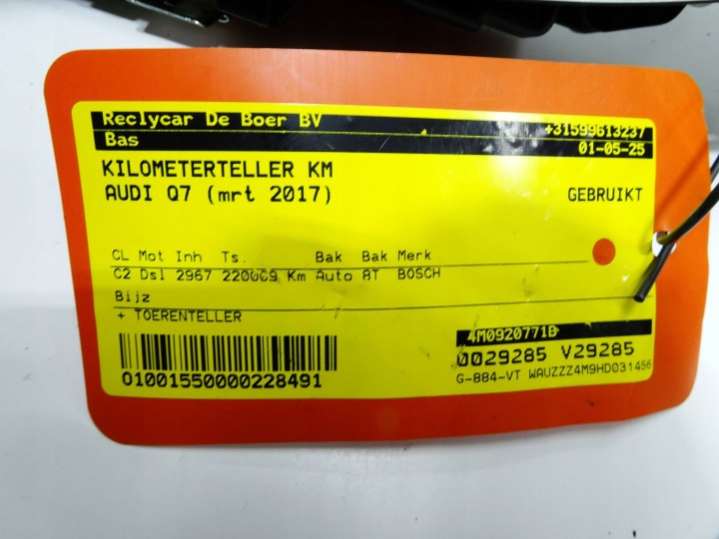 Reclycar De Boer BV +31599613237
Bas 01-05-25
KILOMETERTELLER KM
AUDI Q7 (mrt 2017) GEBRUIKT
CL Mot Inh Ts. Bak Bak Merk
C2 Dsl 2967 220009 Km Auto AT BOSCH
Bijz
+ TOERENTELLER
4M0920771B
0029285 V29285
01001550000228491
G-884-VT WAUZZZ4M9HD031456